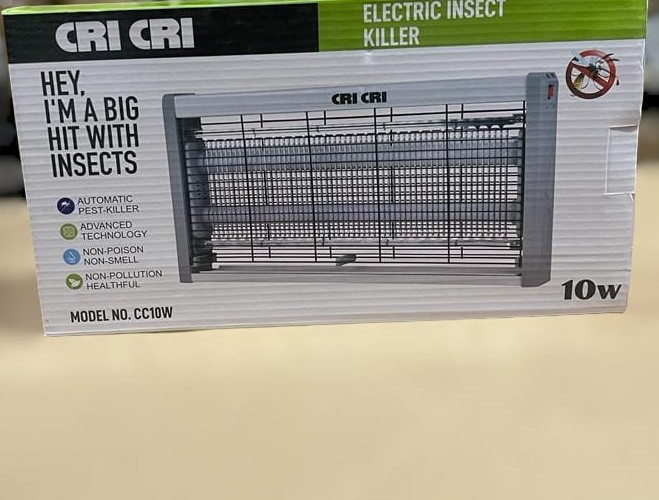 CRI CRI
ELECTRIC INSECT
KILLER
HEY,
I'M A BIG
HIT WITH
INSECTS
CRI CRI
AUTOMATIC
PEST-KILLER
ADVANCED
TECHNOLOGY
NON-POISON
NON-SMELL
NON-POLLUTION
HEALTHFUL
10W
MODEL NO. CC10W